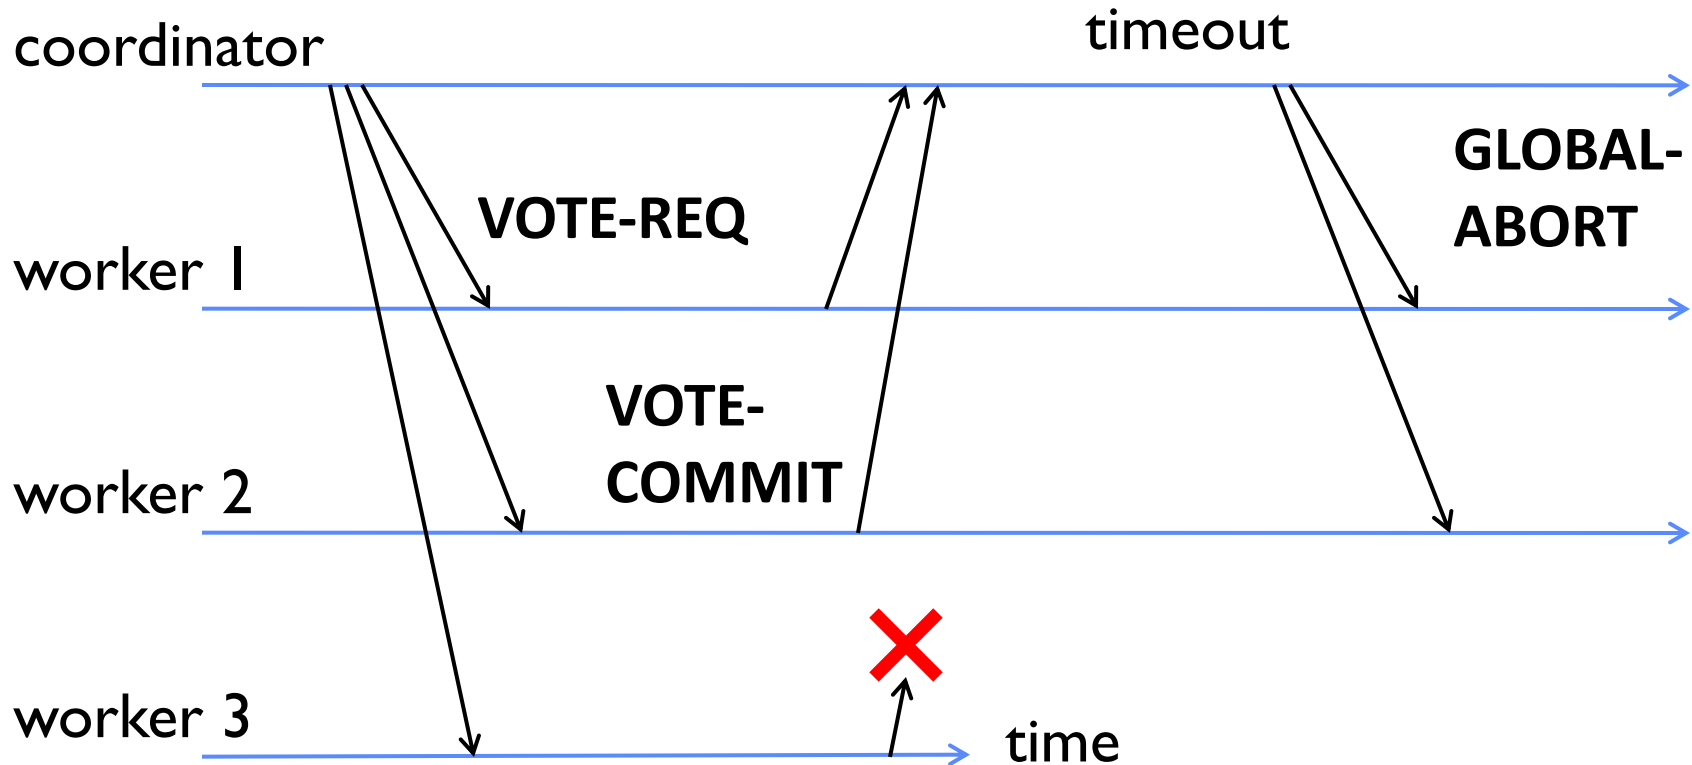 coordinator
timeout
VOTE-REQ
GLOBAL-
ABORT
worker 1
VOTE-
COMMIT
worker 2
worker 3
time